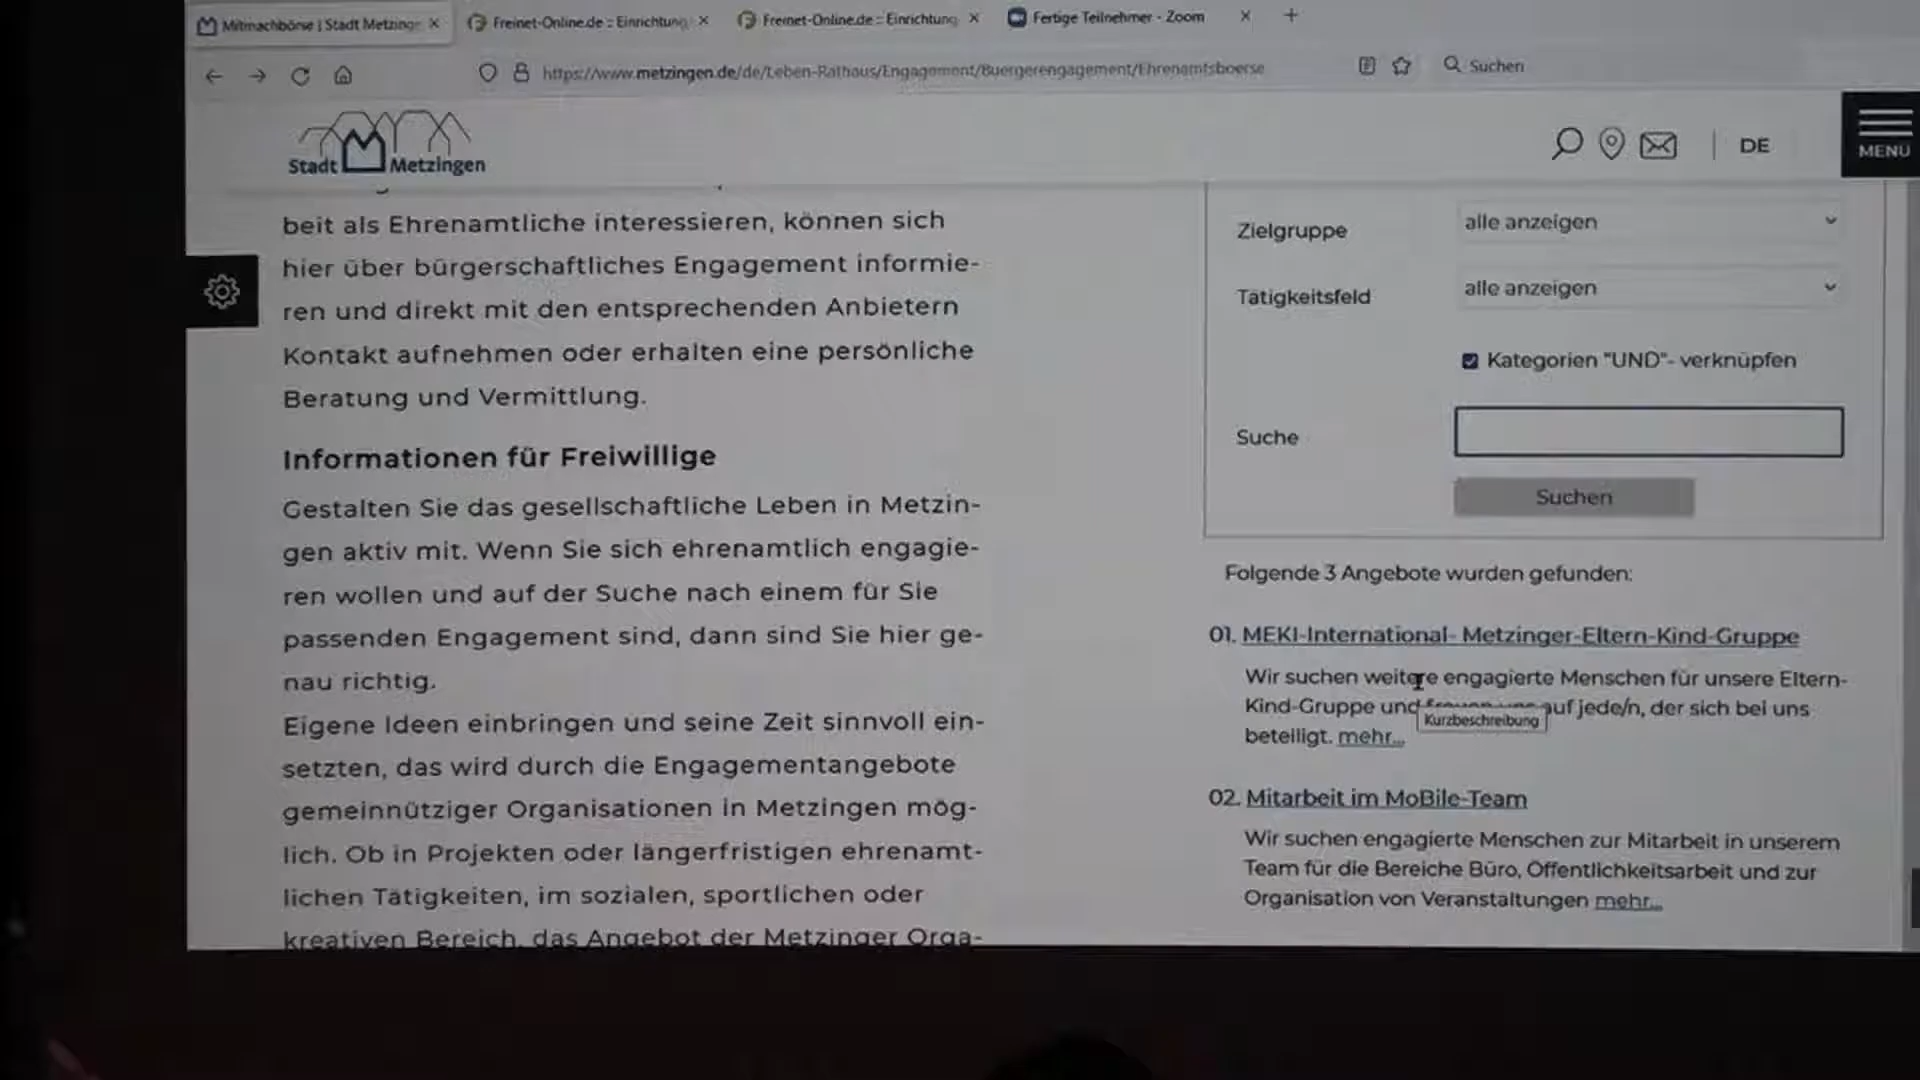 Mitmachbörse | Stadt Metzinge
Freinet-Online.de :: Einrichtung
Freinet-Online.de :: Einrichtung
Fertige Teilnehmer - Zoom
https://www.metzingen.de/de/Leben-Rathaus/Engagement/Buergerengagement/Ehrenamtsboerse
Suchen
Stadt Metzingen
DE
MENÜ
beit als Ehrenamtliche interessieren, können sich
hier über bürgerschaftliches Engagement informie-
ren und direkt mit den entsprechenden Anbietern
Kontakt aufnehmen oder erhalten eine persönliche
Beratung und Vermittlung.
Informationen für Freiwillige
Gestalten Sie das gesellschaftliche Leben in Metzin-
gen aktiv mit. Wenn Sie sich ehrenamtlich engagie-
ren wollen und auf der Suche nach einem für Sie
passenden Engagement sind, dann sind Sie hier ge-
nau richtig.
Eigene Ideen einbringen und seine Zeit sinnvoll ein-
setzten, das wird durch die Engagementangebote
gemeinnütziger Organisationen in Metzingen mög-
lich. Ob in Projekten oder längerfristigen ehrenamt-
lichen Tätigkeiten, im sozialen, sportlichen oder
kreativen Bereich, das Angebot der Metzinger Orga-
Zielgruppe
alle anzeigen
Tätigkeitsfeld
alle anzeigen
Kategorien "UND"- verknüpfen
Suche
Suchen
Folgende 3 Angebote wurden gefunden:
01. MEKI-International- Metzinger-Eltern-Kind-Gruppe
Wir suchen weitere engagierte Menschen für unsere Eltern-
Kind-Gruppe und auf jede/n, der sich bei uns
Kurzbeschreibung
beteiligt. mehr...
02. Mitarbeit im MoBile-Team
Wir suchen engagierte Menschen zur Mitarbeit in unserem
Team für die Bereiche Büro, Öffentlichkeitsarbeit und zur
Organisation von Veranstaltungen mehr...